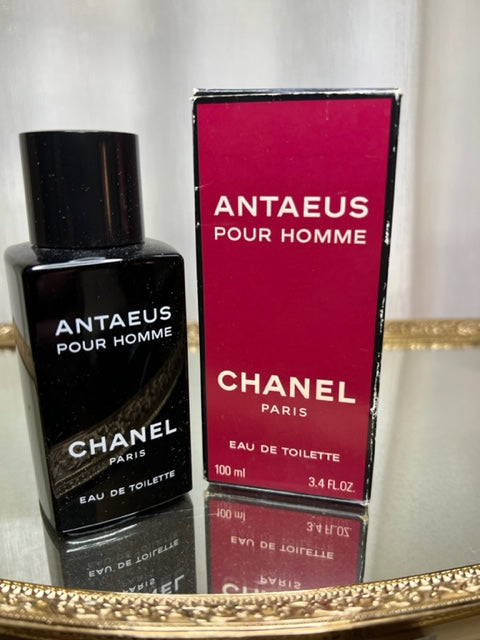 ANTAEUS
POUR HOMME
CHANEL
PARIS
EAU DE TOILETTE
ANTAEUS
POUR HOMME
CHANEL
PARIS
EAU DE TOILETTE
100 ml 3.4 FL.OZ.